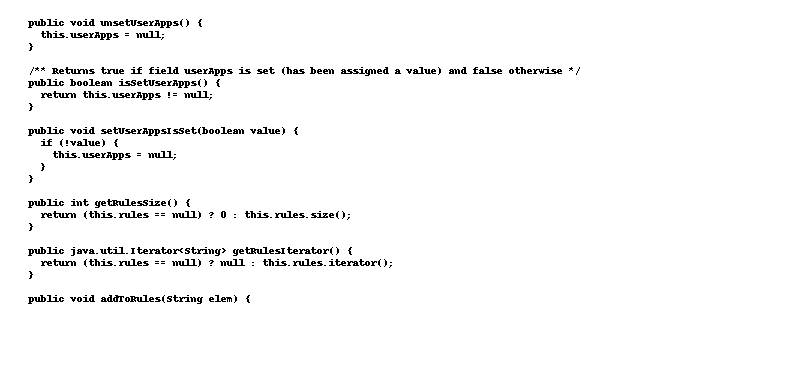 public void unsetUserApps() {
  this.userApps = null;
}

/** Returns true if field userApps is set (has been assigned a value) and false otherwise */
public boolean isSetUserApps() {
  return this.userApps != null;
}

public void setUserAppsIsSet(boolean value) {
  if (!value) {
    this.userApps = null;
  }
}

public int getRulesSize() {
  return (this.rules == null) ? 0 : this.rules.size();
}

public java.util.Iterator<String> getRulesIterator() {
  return (this.rules == null) ? null : this.rules.iterator();
}

public void addToRules(String elem) {